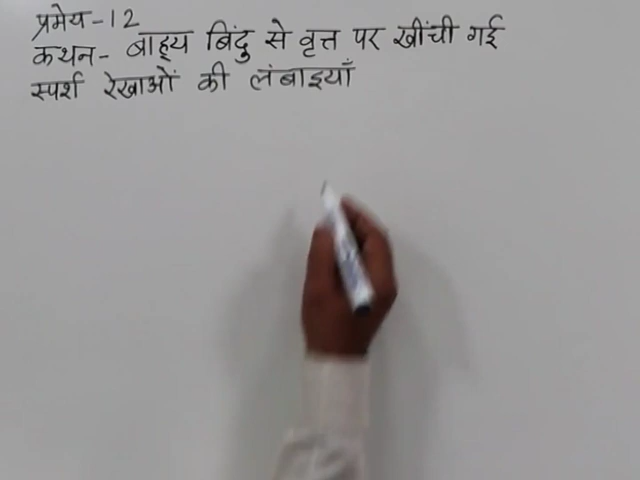 प्रमेय-12
कथन- बाह्य बिंदु से वृत्त पर खींची गई
स्पर्श रेखाओं की लंबाइयाँ